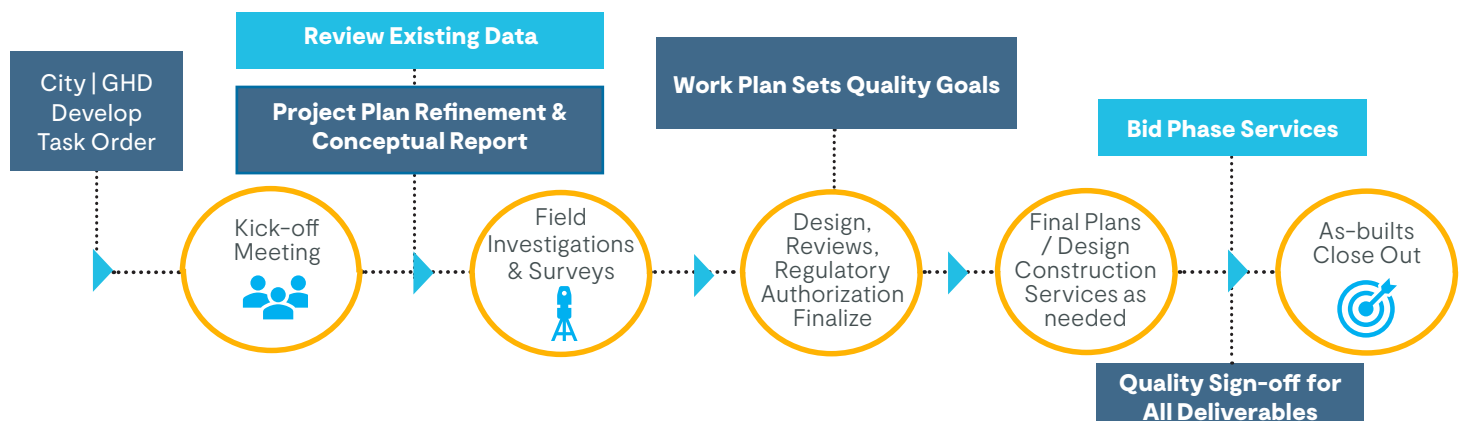 City | GHD
Develop
Task Order
Review Existing Data
Project Plan Refinement &
Conceptual Report
Work Plan Sets Quality Goals
Bid Phase Services
Kick-off
Meeting
Field
Investigations
& Surveys
Design,
Reviews,
Regulatory
Authorization
Finalize
Final Plans
/ Design
Construction
Services as
needed
As-builts
Close Out
Quality Sign-off for
All Deliverables